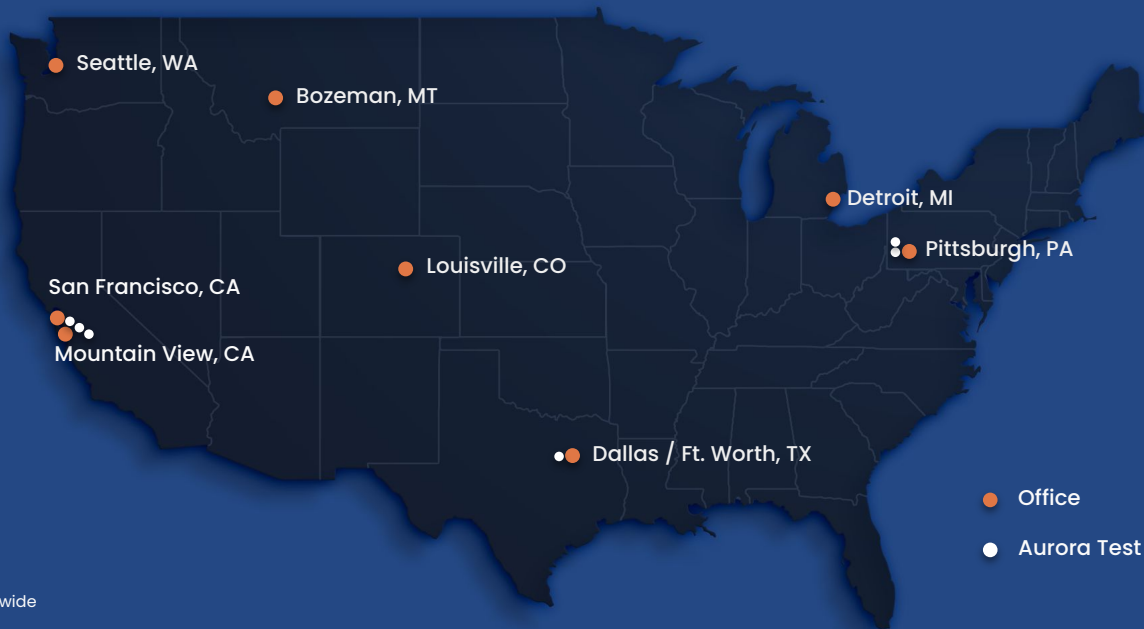 Seattle, WA
Bozeman, MT
Detroit, MI
Pittsburgh, PA
Louisville, CO
San Francisco, CA
Mountain View, CA
Dallas / Ft. Worth, TX
Office
Aurora Test
wide